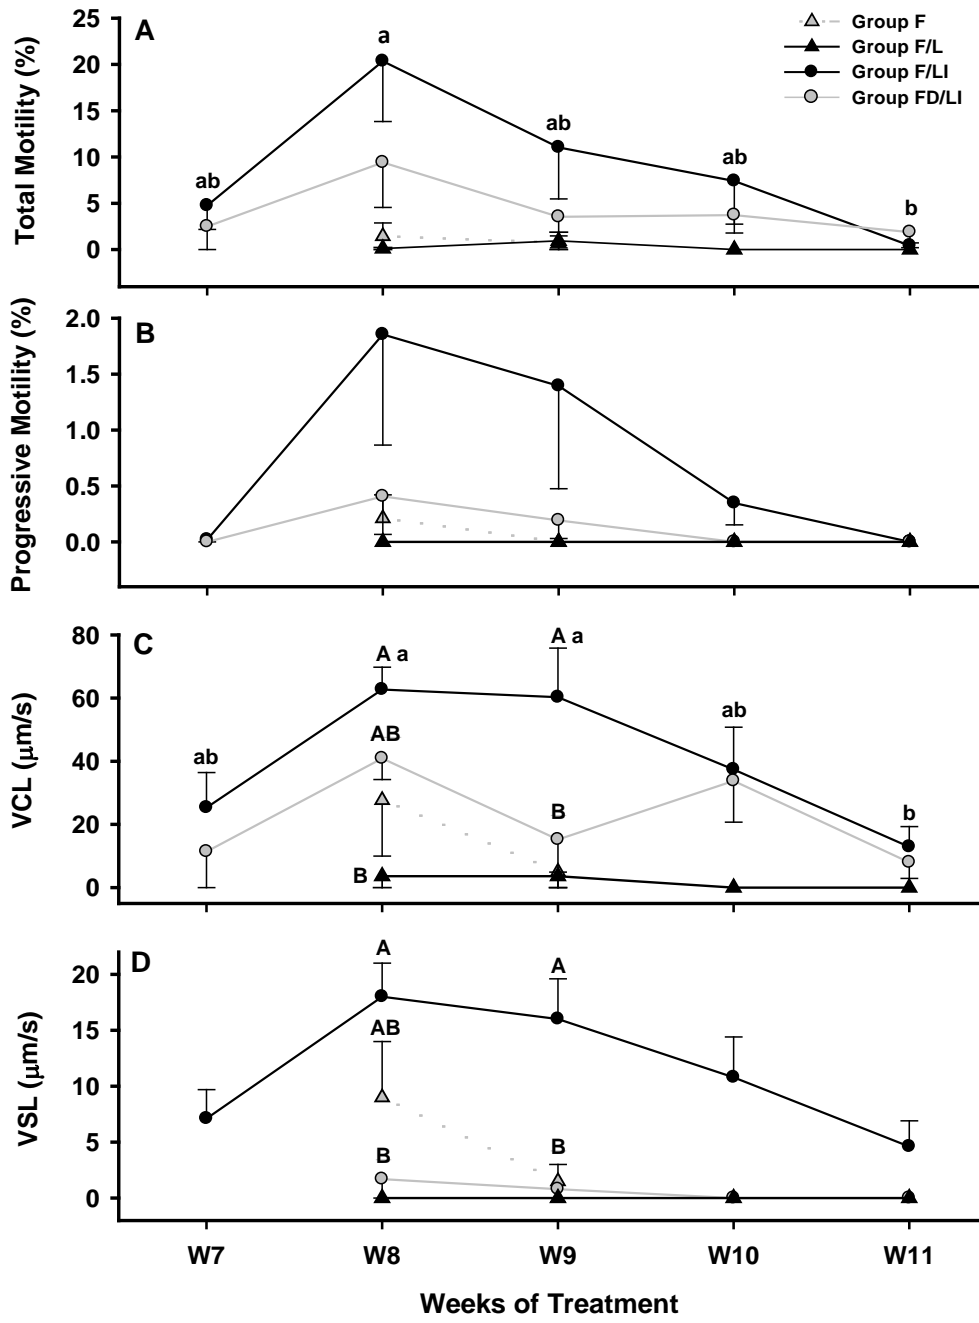 A
Total Motility (%)
25
20
15
10
5
0
ab
a
ab
ab
b
Group F
Group F/L
Group F/LI
Group FD/LI
B
Progressive Motility (%)
2.0
1.5
1.0
0.5
0.0
C
VCL (μm/s)
80
60
40
20
0
ab
A a
AB
B
A a
B
ab
b
D
VSL (μm/s)
20
15
10
5
0
A
AB
B
A
B
W7 W8 W9 W10 W11
Weeks of Treatment